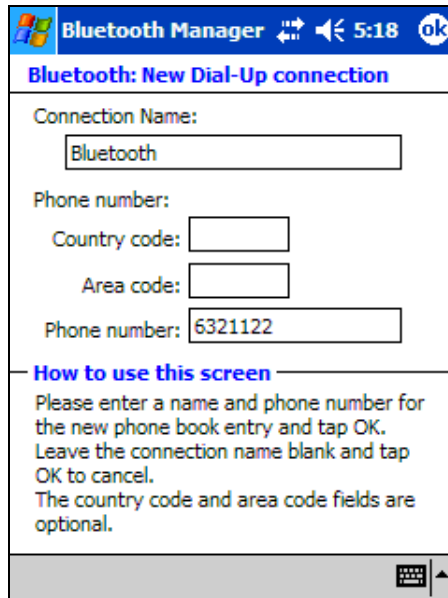 Bluetooth Manager 5:18 ok
Bluetooth: New Dial-Up connection
Connection Name:
Bluetooth
Phone number:
Country code:
Area code:
Phone number: 6321122
How to use this screen
Please enter a name and phone number for
the new phone book entry and tap OK.
Leave the connection name blank and tap
OK to cancel.
The country code and area code fields are
optional.